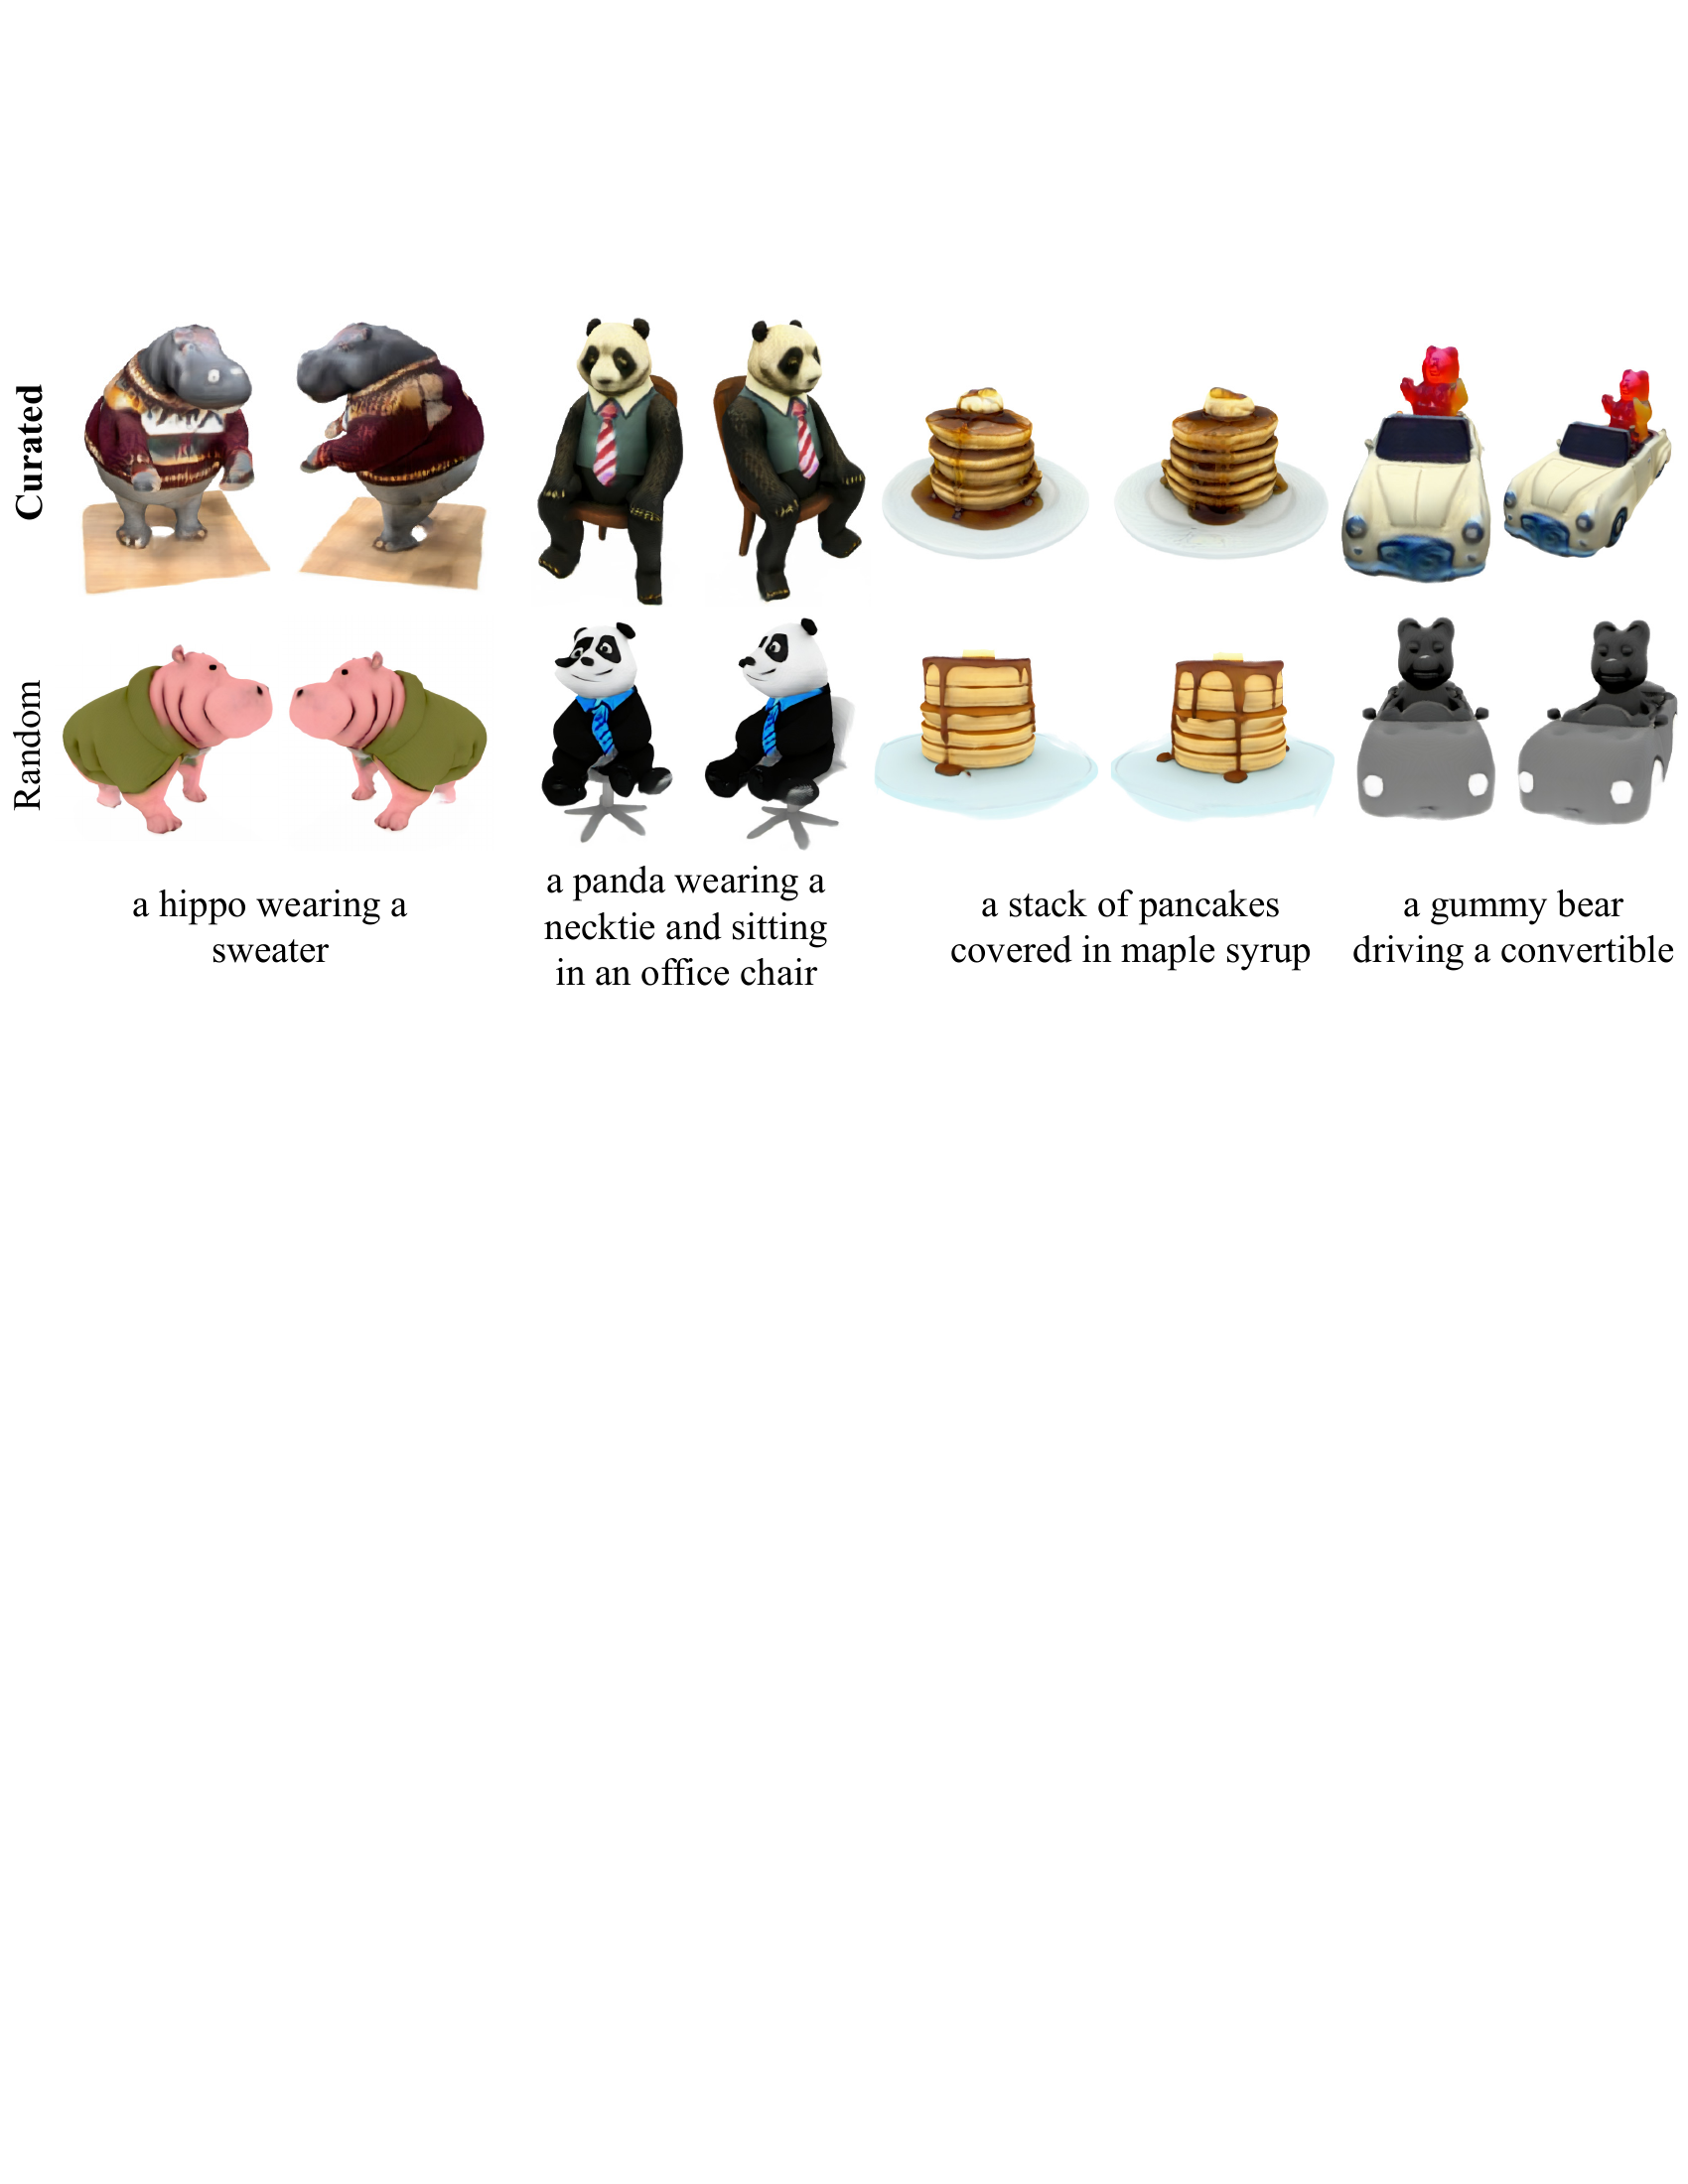 Curated
Random
a hippo wearing a
sweater
a panda wearing a
necktie and sitting
in an office chair
a stack of pancakes
covered in maple syrup
a gummy bear
driving a convertible